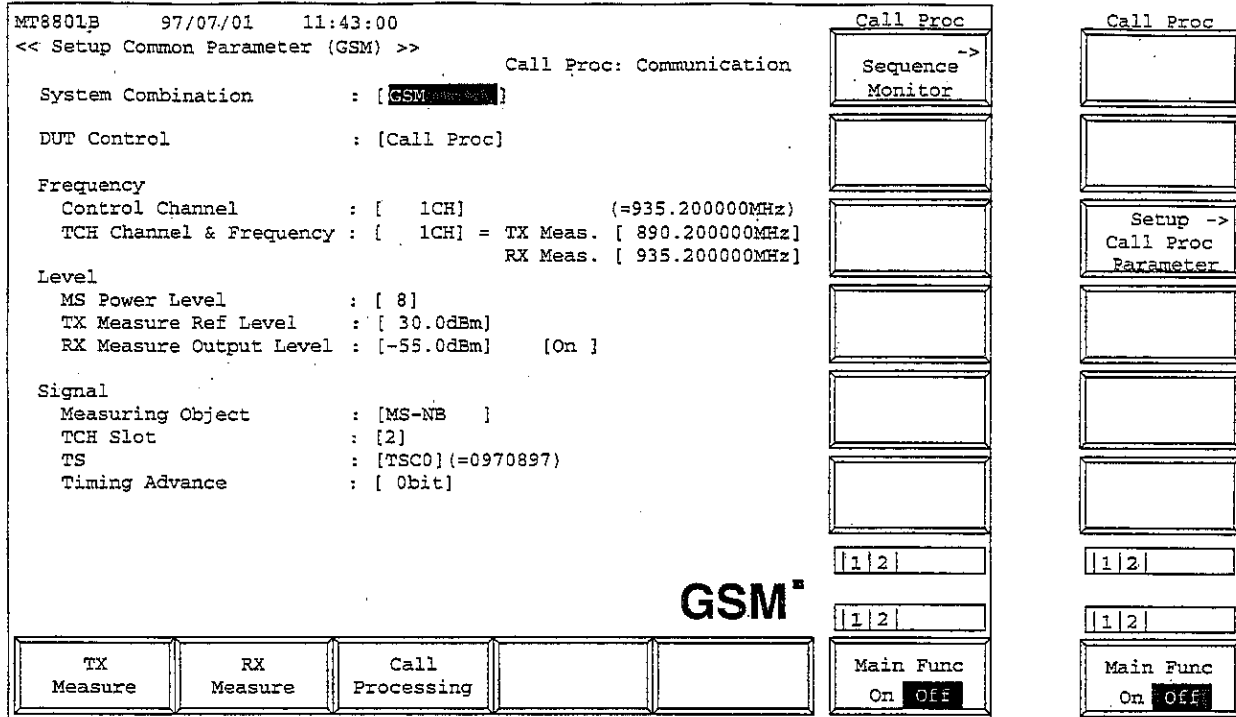 MT8801B 97/07/01 11:43:00
<< Setup Common Parameter (GSM) >>
Call Proc: Communication
System Combination : [GSM ]
DUT Control : [Call Proc]
Frequency
Control Channel : [ 1CH] (=935.200000MHz)
TCH Channel & Frequency : [ 1CH] = TX Meas. [ 890.200000MHz]
RX Meas. [ 935.200000MHz]
Level
MS Power Level : [ 8]
TX Measure Ref Level : [ 30.0dBm]
RX Measure Output Level : [-55.0dBm] [On ]
Signal
Measuring Object : [MS-NB ]
TCH Slot : [2]
TS : [TSC0](=0970897)
Timing Advance : [ 0bit]
GSM
TX
Measure
RX
Measure
Call
Processing
Call Proc
->
Sequence
Monitor
|1|2|
|1|2|
Main Func
On Off
Call Proc
Setup ->
Call Proc
Parameter
|1|2|
|1|2|
Main Func
On Off